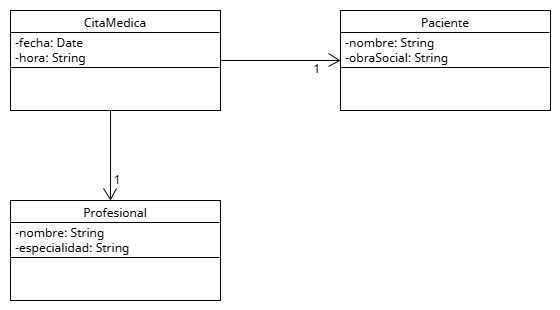 CitaMedica
-fecha: Date
-hora: String
Paciente
-nombre: String
-obraSocial: String
1
1
Profesional
-nombre: String
-especialidad: String